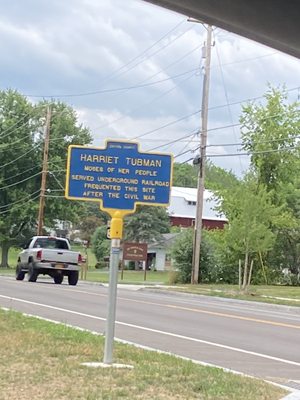 HARRIET TUBMAN
MOSES OF HER PEOPLE
SERVED UNDERGROUND RAILROAD
FREQUENTED THIS SITE
AFTER THE CIVIL WAR